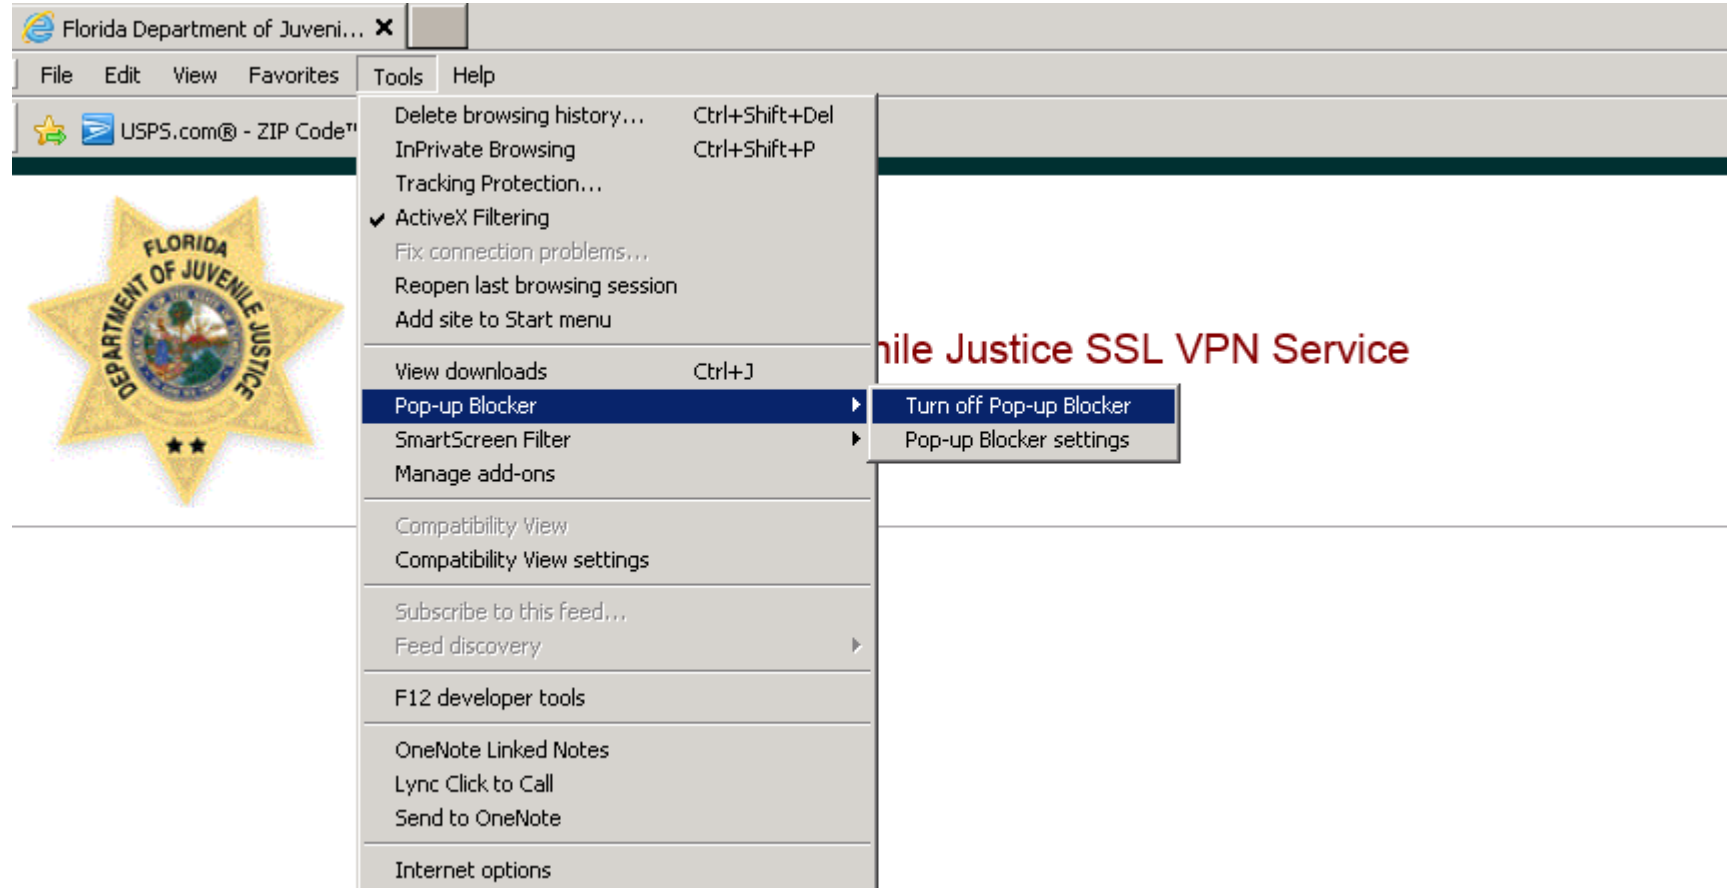 Florida Department of Juveni...
File Edit View Favorites Tools Help
USPS.com® - ZIP Code™
Delete browsing history... Ctrl+Shift+Del
InPrivate Browsing Ctrl+Shift+P
Tracking Protection...
ActiveX Filtering
Fix connection problems...
Reopen last browsing session
Add site to Start menu
FLORIDA
DEPARTMENT OF JUVENILE JUSTICE
nile Justice SSL VPN Service
View downloads Ctrl+J
Pop-up Blocker
Turn off Pop-up Blocker
SmartScreen Filter
Pop-up Blocker settings
Manage add-ons
Compatibility View
Compatibility View settings
Subscribe to this feed...
Feed discovery
F12 developer tools
OneNote Linked Notes
Lync Click to Call
Send to OneNote
Internet options